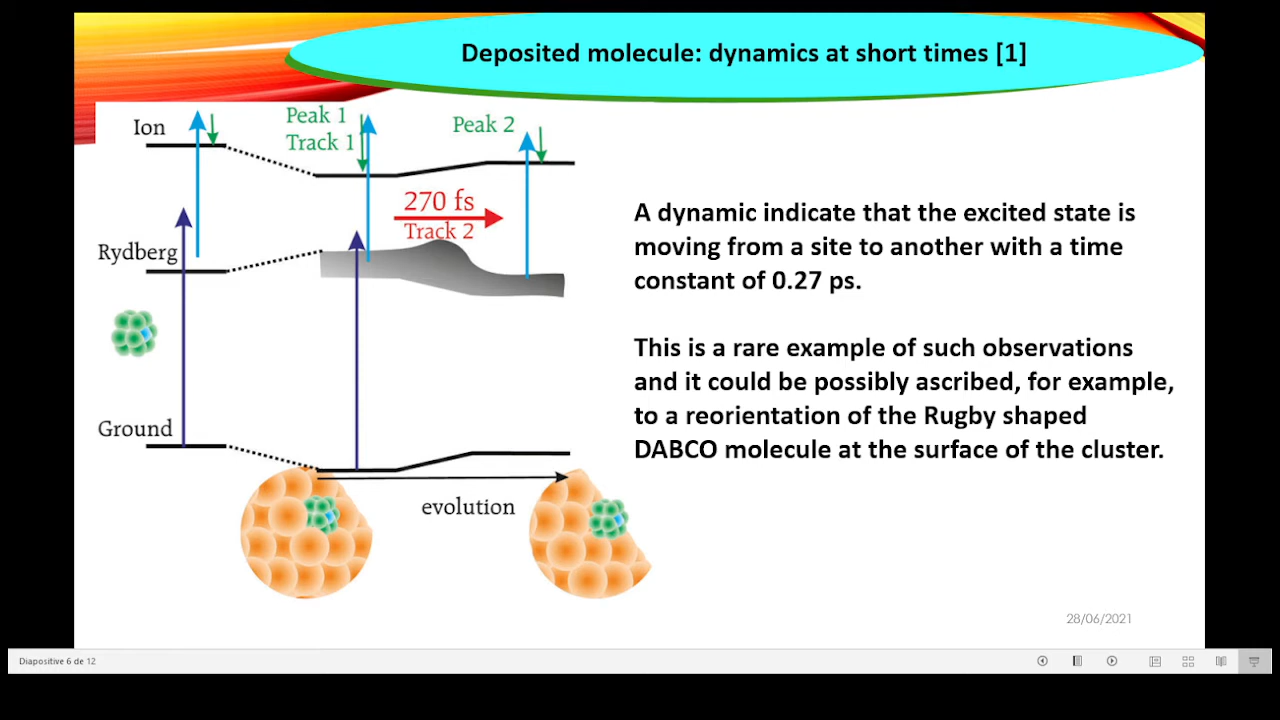 Deposited molecule: dynamics at short times [1]
Ion
Peak 1
Track 1
Peak 2
270 fs
Track 2
Rydberg
Ground
evolution
A dynamic indicate that the excited state is
moving from a site to another with a time
constant of 0.27 ps.
This is a rare example of such observations
and it could be possibly ascribed, for example,
to a reorientation of the Rugby shaped
DABCO molecule at the surface of the cluster.
28/06/2021
Diapositive 6 de 12